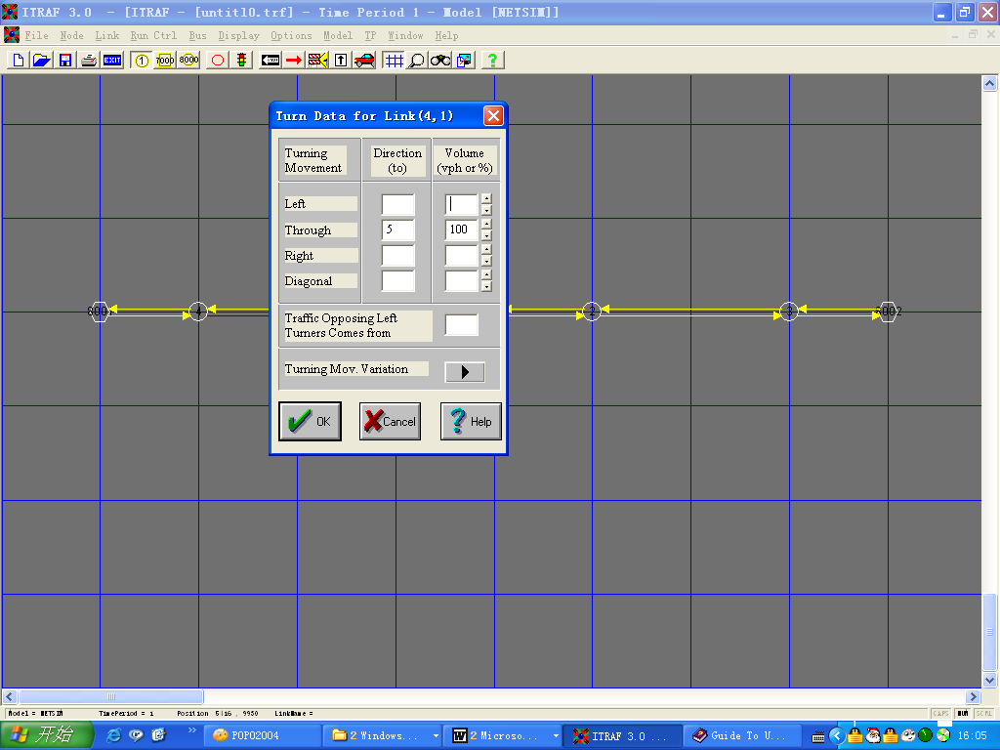 ITRAF 3.0 - [ITRAF - [untitl0.trf] - Time Period 1 - Model [NETSIM]]
File Node Link Run Ctrl Bus Display Options Model TP Window Help
EXIT 1 7000 8000 ?
Turn Data for Link(4,1)
Turning Movement
Direction (to)
Volume (vph or %)
Left
Through 5 100
Right
Diagonal
4 2 3
Traffic Opposing Left
Turners Comes from
Turning Mov. Variation
OK Cancel Help
Model = NETSIM TimePeriod = 1 Position 5116 , 9950 LinkName = CAPS NUM SCRL
开始 POPO2004 2 Windows... 2 Microso... ITRAF 3.0 ... Guide To U... 16:05